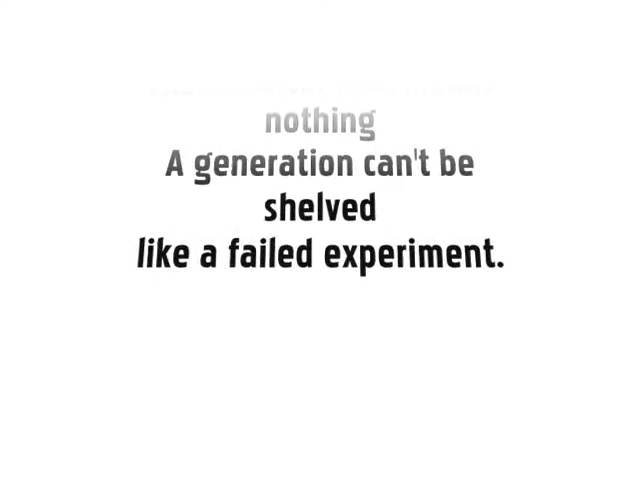 nothing
A generation can't be
shelved
like a failed experiment.